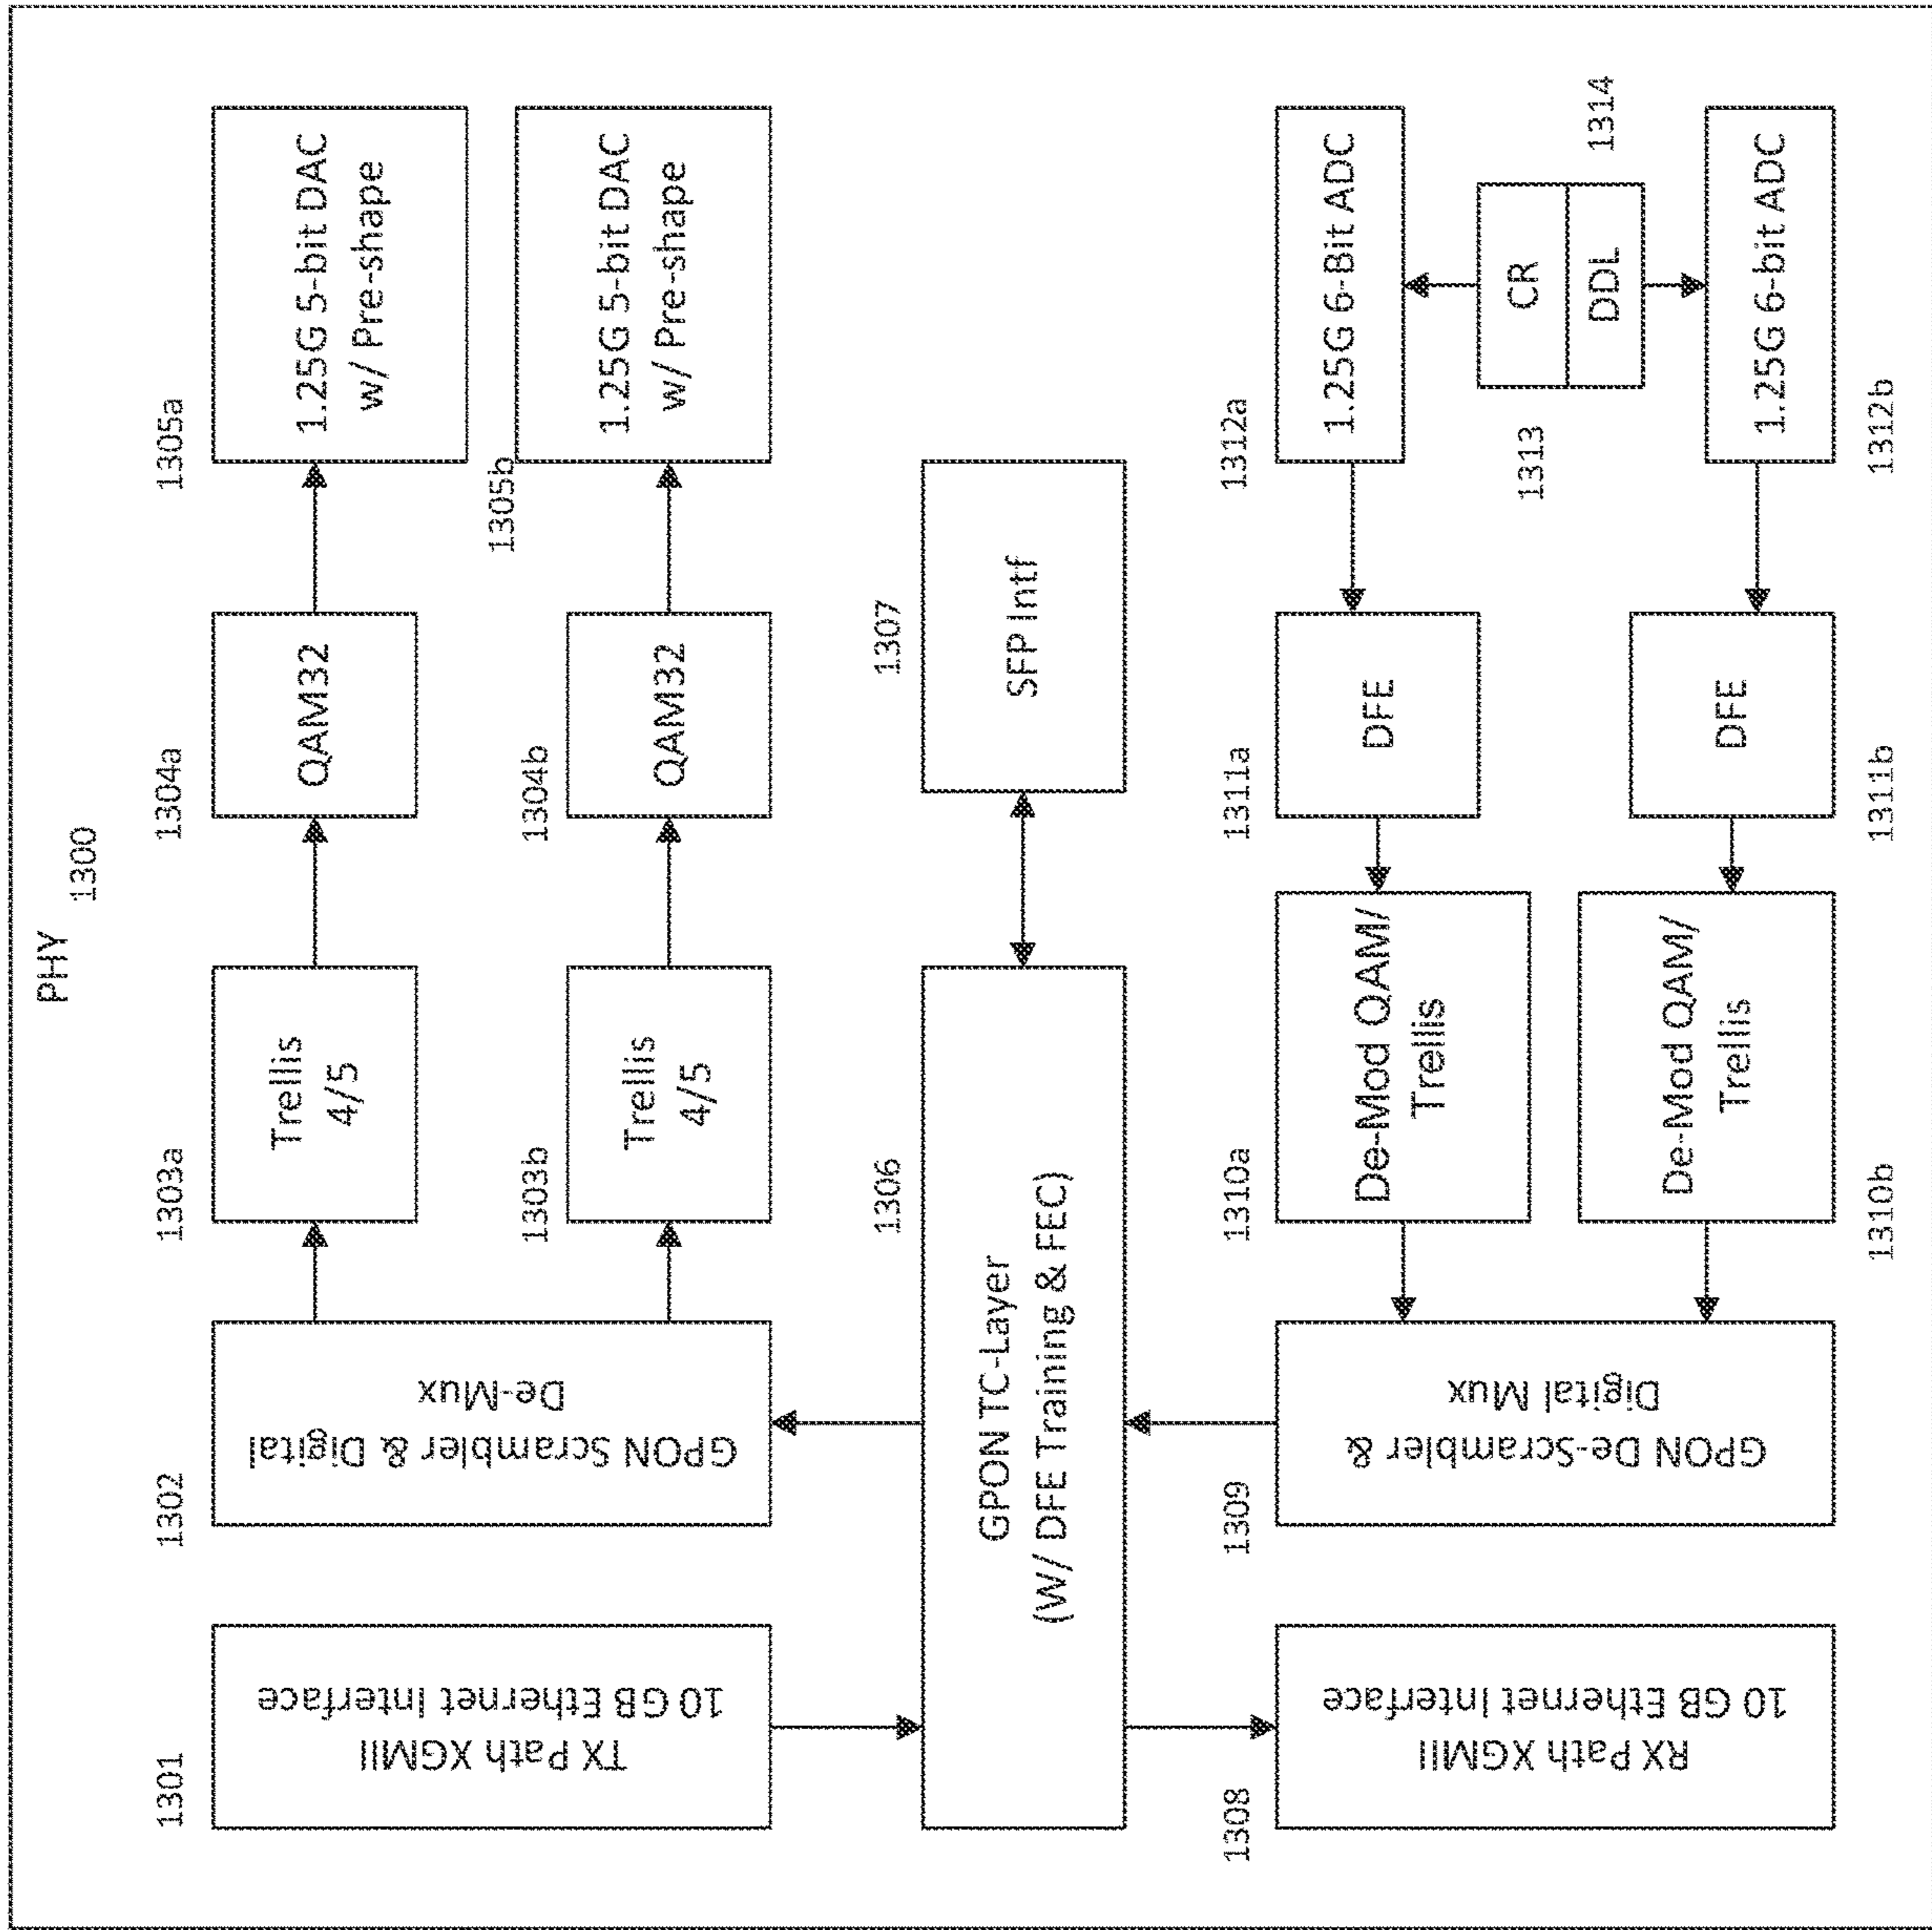 PHY
1300
1301
TX Path XGMII
10 GB Ethernet Interface
1302
GPON Scrambler & Digital
De-Mux
1303a
Trellis
4/5
1304a
QAM32
1305a
1.25G 5-bit DAC
w/ Pre-shape
1303b
Trellis
4/5
1304b
QAM32
1305b
1.25G 5-bit DAC
w/ Pre-shape
1306
GPON TC-Layer
(W/ DFE Training & FEC)
1307
SFP Intf
1308
RX Path XGMII
10 GB Ethernet Interface
1309
GPON De-Scrambler &
Digital Mux
1310a
De-Mod QAM/
Trellis
1311a
DFE
1312a
1.25G 6-Bit ADC
1313
CR
DDL
1314
De-Mod QAM/
Trellis
1310b
DFE
1311b
1.25G 6-bit ADC
1312b